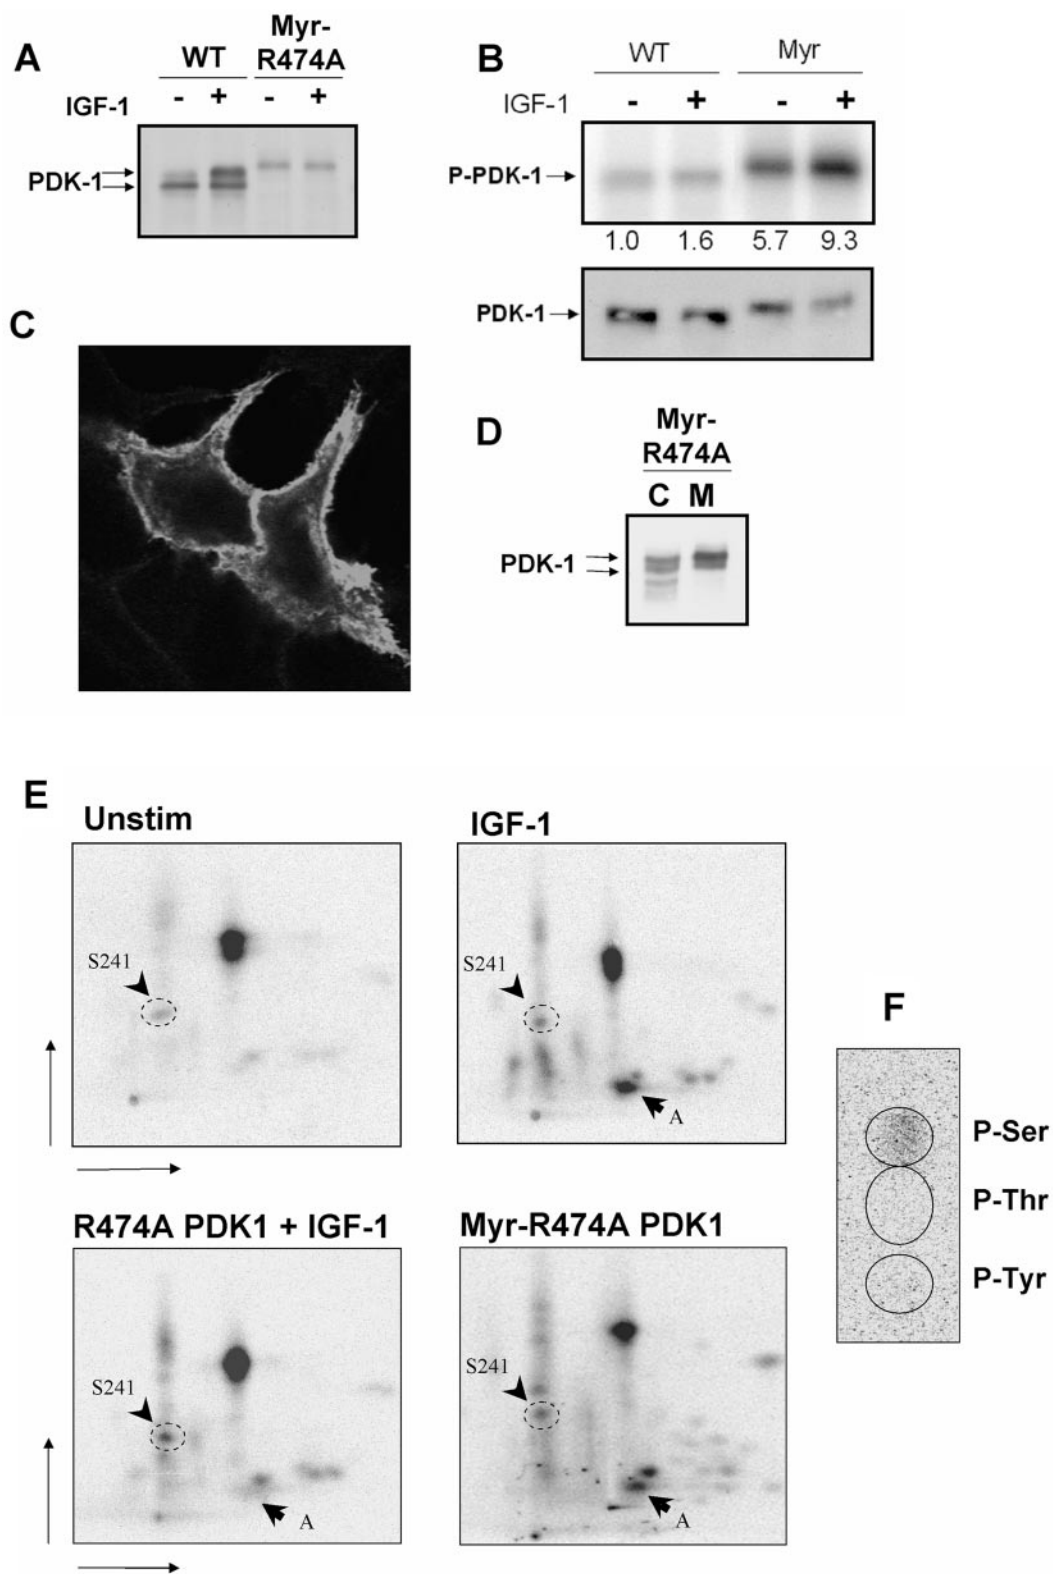 A
WT
Myr-
R474A
IGF-1 - + - +
PDK-1
B
WT Myr
IGF-1 - + - +
P-PDK-1
1.0 1.6 5.7 9.3
PDK-1
C
D
Myr-
R474A
C M
PDK-1
E
Unstim
S241
IGF-1
S241
A
R474A PDK1 + IGF-1
S241
A
Myr-R474A PDK1
S241
A
F
P-Ser
P-Thr
P-Tyr